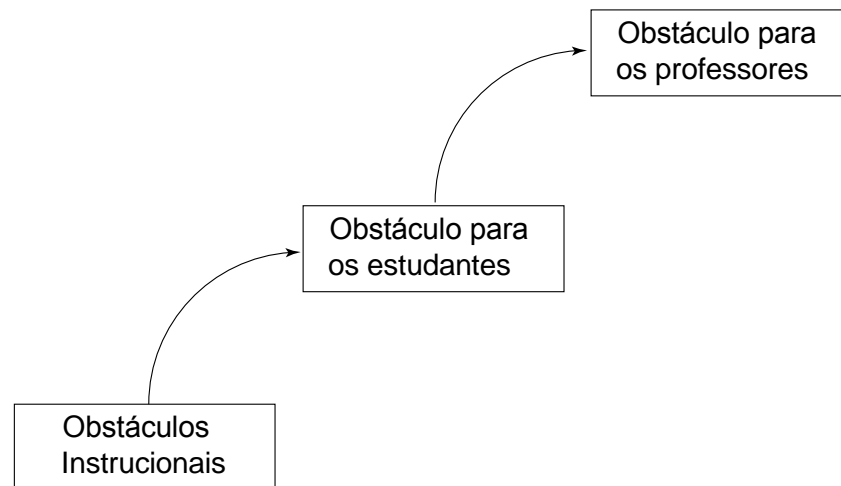 Obstáculo para
os professores
Obstáculo para
os estudantes
Obstáculos
Instrucionais